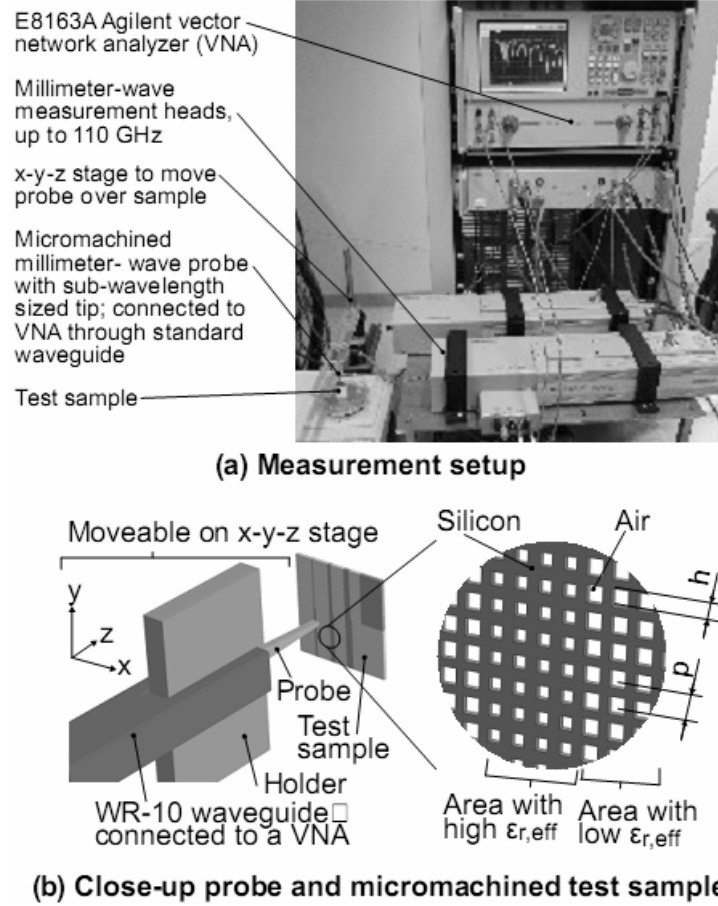 E8163A Agilent vector
network analyzer (VNA)
Millimeter-wave
measurement heads,
up to 110 GHz
x-y-z stage to move
probe over sample
Micromachined
millimeter- wave probe
with sub-wavelength
sized tip; connected to
VNA through standard
waveguide
Test sample
(a) Measurement setup
Moveable on x-y-z stage
Silicon
Air
h
y
z
x
p
Probe
Test
sample
Holder
WR-10 waveguide□
connected to a VNA
Area with
high εr,eff
Area with
low εr,eff
(b) Close-up probe and micromachined test sample